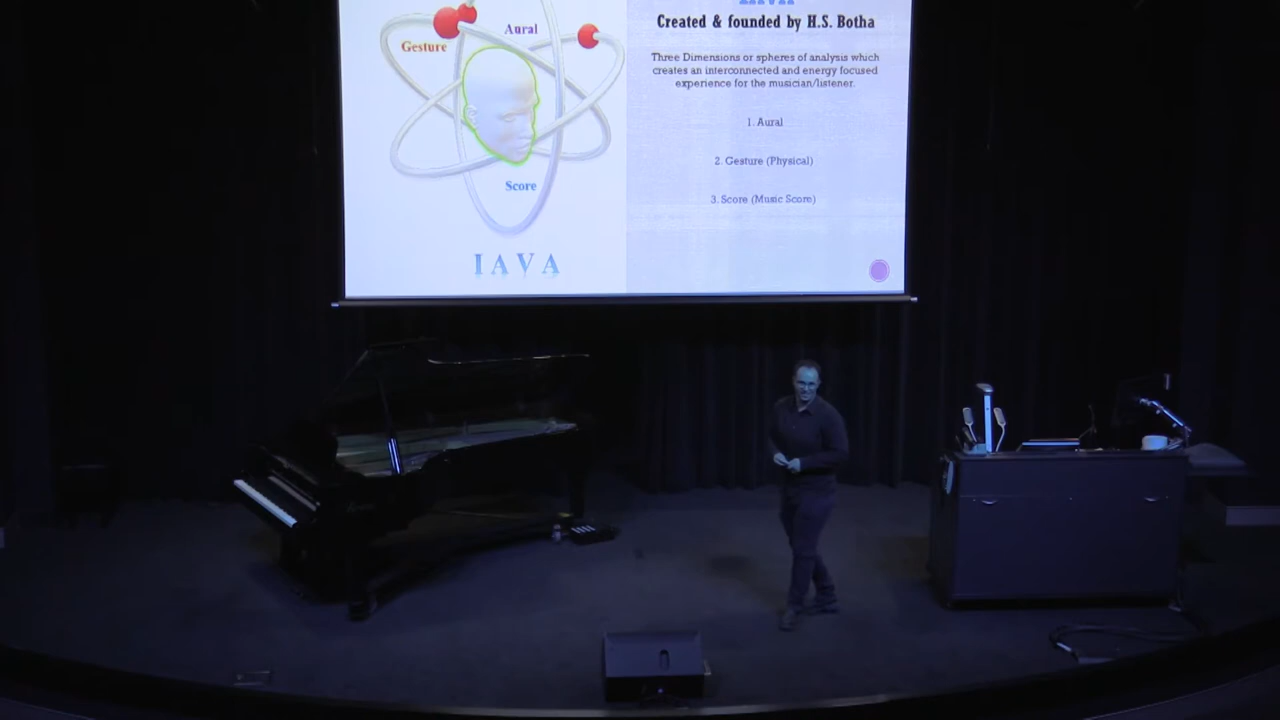 Aural
Gesture
Score
IAVA
Created & founded by H.S. Botha
Three Dimensions or spheres of analysis which
creates an interconnected and energy focused
experience for the musician/listener.
1. Aural
2. Gesture (Physical)
3. Score (Music Score)